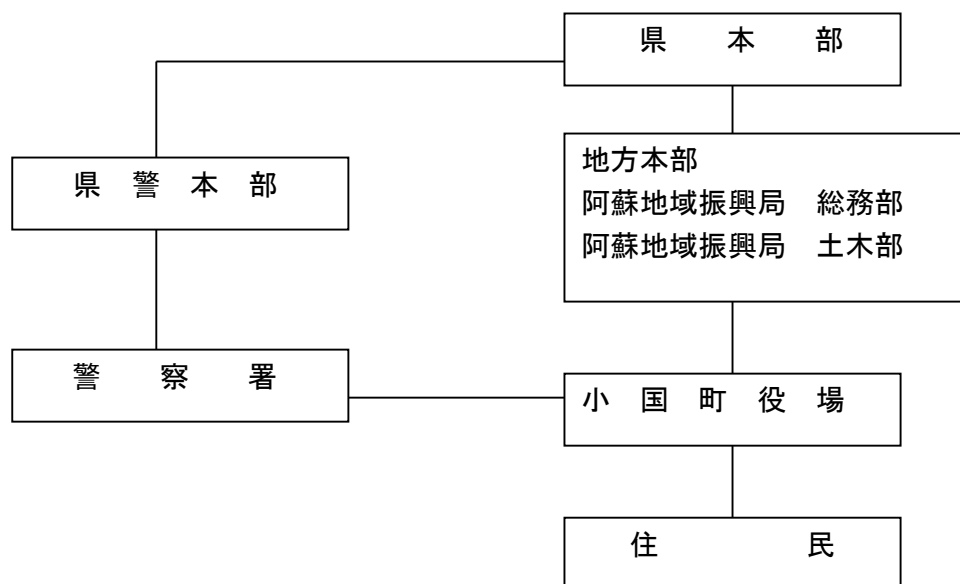 県　本　部
県　警　本　部
地方本部
阿蘇地域振興局　総務部
阿蘇地域振興局　土木部
警　察　署
小　国　町　役　場
住　民